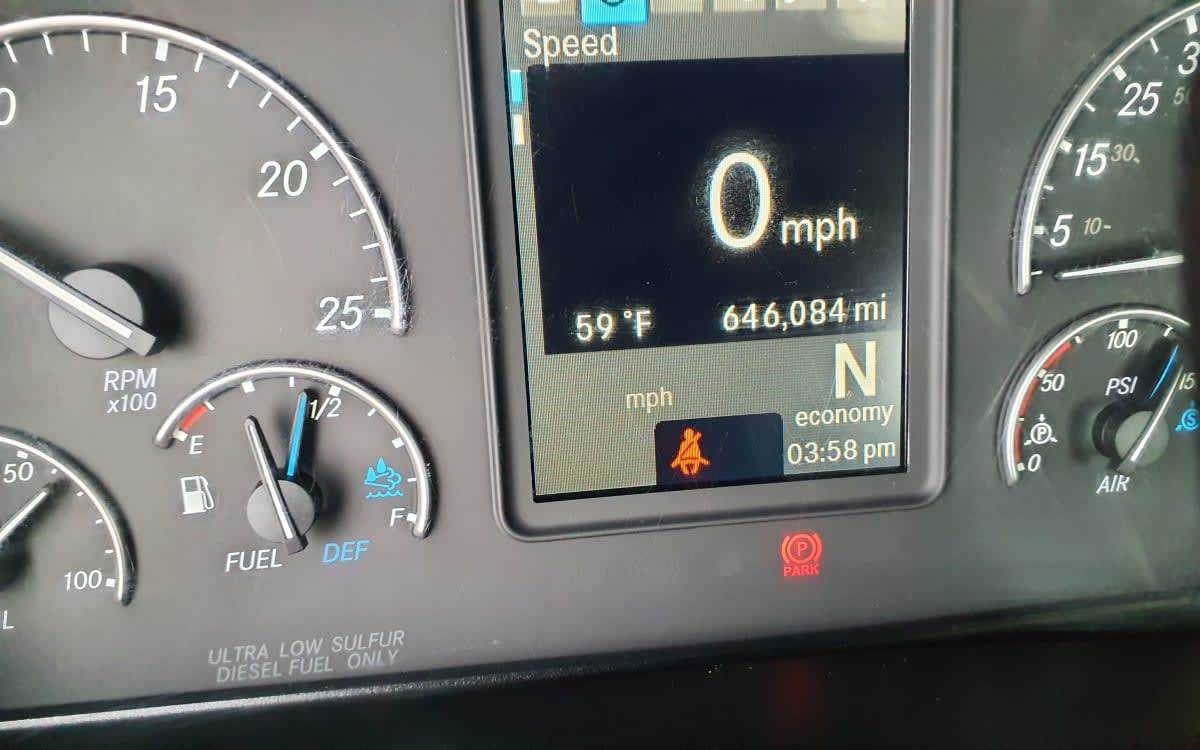 15
20
25
RPM
x100
E
1/2
F
FUEL
DEF
50
100
ULTRA LOW SULFUR
DIESEL FUEL ONLY
Speed
0 mph
59 °F
646,084 mi
N
mph
economy
03:58 pm
P
PARK
25
15
30
5
10
100
50
PSI
15
P
S
0
AIR